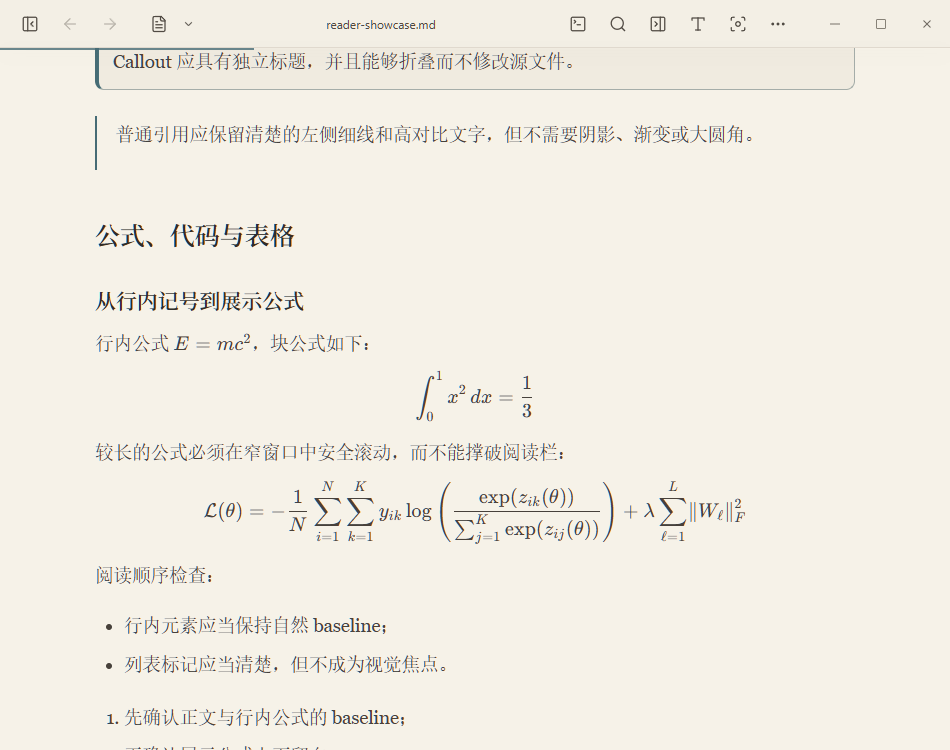 reader-showcase.md
Callout 应具有独立标题，并且能够折叠而不修改源文件。
普通引用应保留清楚的左侧细线和高对比文字，但不需要阴影、渐变或大圆角。
公式、代码与表格
从行内记号到展示公式
行内公式 E = mc²，块公式如下：
∫₀¹ x² dx = 1/3
较长的公式必须在窄窗口中安全滚动，而不能撑破阅读栏：
ℒ(θ) = −1/N ∑_{i=1}^{N} ∑_{k=1}^{K} y_{ik} log ( exp(z_{ik}(θ)) / ∑_{j=1}^{K} exp(z_{ij}(θ)) ) + λ ∑_{ℓ=1}^{L} ‖W_ℓ‖_F^2
阅读顺序检查：
• 行内元素应当保持自然 baseline；
• 列表标记应当清楚，但不成为视觉焦点。
1. 先确认正文与行内公式的 baseline；